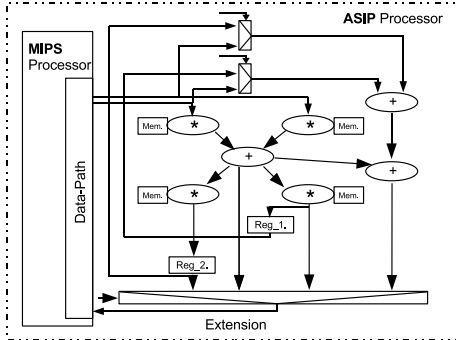 ASIP Processor
MIPS
Processor
Data-Path
+
Mem. * * Mem.
+ +
Mem. * * Mem.
Reg_1.
Reg_2.
Extension